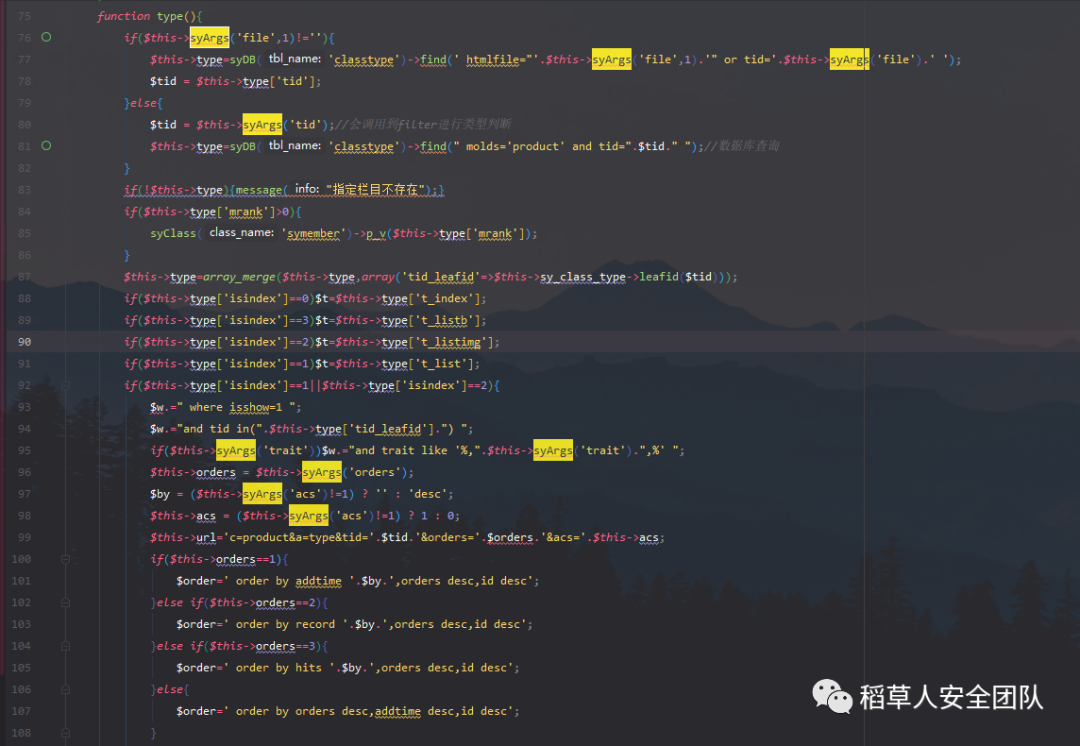 75 function type(){
76 if($this->syArgs('file',1)!=''){
77 $this->type=syDB( tbl_name: 'classtype')->find(' htmlfile="'.$this->syArgs('file',1).'" or tid='.$this->syArgs('file').' ');
78 $tid = $this->type['tid'];
79 }else{
80 $tid = $this->syArgs('tid');//会调用到filter进行类型判断
81 $this->type=syDB( tbl_name: 'classtype')->find(" molds='product' and tid=".$tid." ");//数据库查询
82 }
83 if(!$this->type){message( info: "指定栏目不存在");}
84 if($this->type['mrank']>0){
85 syClass( class_name: 'symember')->p_v($this->type['mrank']);
86 }
87 $this->type=array_merge($this->type,array('tid_leafid'=>$this->sy_class_type->leafid($tid)));
88 if($this->type['isindex']==0)$t=$this->type['t_index'];
89 if($this->type['isindex']==3)$t=$this->type['t_listb'];
90 if($this->type['isindex']==2)$t=$this->type['t_listimg'];
91 if($this->type['isindex']==1)$t=$this->type['t_list'];
92 if($this->type['isindex']==1||$this->type['isindex']==2){
93 $w.=" where isshow=1 ";
94 $w.="and tid in(".$this->type['tid_leafid'].") ";
95 if($this->syArgs('trait'))$w.="and trait like '%,".$this->syArgs('trait').",%' ";
96 $this->orders = $this->syArgs('orders');
97 $by = ($this->syArgs('acs')!=1) ? '' : 'desc';
98 $this->acs = ($this->syArgs('acs')!=1) ? 1 : 0;
99 $this->url='c=product&a=type&tid='.$tid.'&orders='.$orders.'&acs='.$this->acs;
100 if($this->orders==1){
101 $order=' order by addtime '.$by.',orders desc,id desc';
102 }else if($this->orders==2){
103 $order=' order by record '.$by.',orders desc,id desc';
104 }else if($this->orders==3){
105 $order=' order by hits '.$by.',orders desc,id desc';
106 }else{
107 $order=' order by orders desc,addtime desc,id desc';
108 }
稻草人安全团队